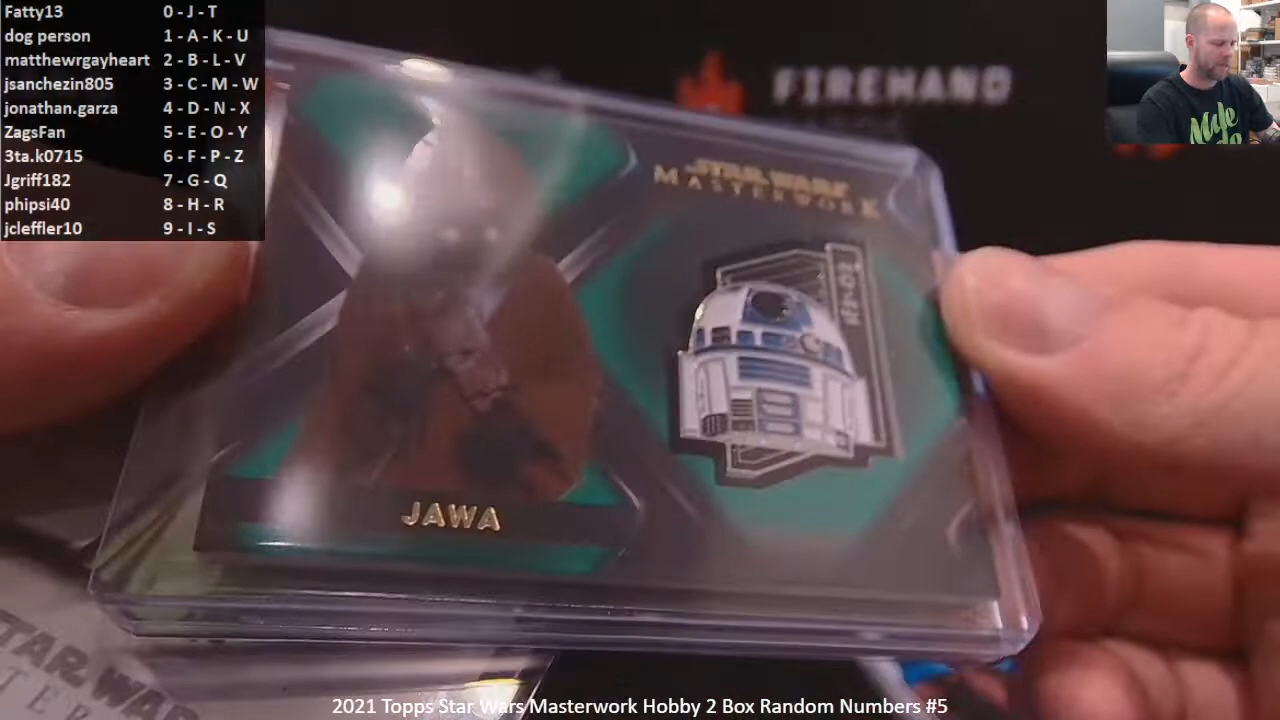 Fatty13 0 - J - T
dog person 1 - A - K - U
matthewrgayheart 2 - B - L - V
jsanchezin805 3 - C - M - W
jonathan.garza 4 - D - N - X
ZagsFan 5 - E - O - Y
3ta.k0715 6 - F - P - Z
Jgriff182 7 - G - Q
phipsi40 8 - H - R
jcleffler10 9 - I - S
FIREHAND
STAR WARS
MASTERWORK
R2-D2
JAWA
STAR WARS
2021 Topps Star Wars Masterwork Hobby 2 Box Random Numbers #5